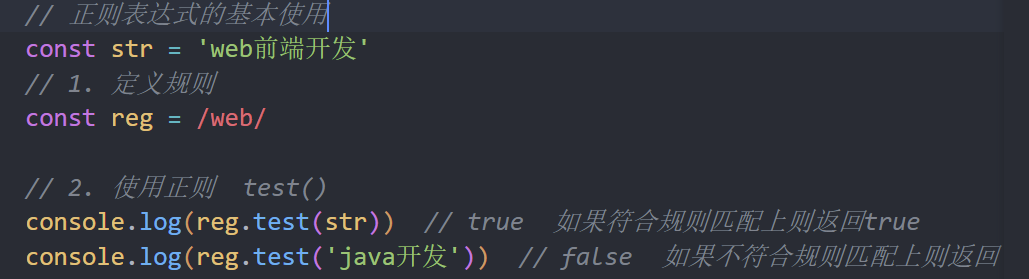 // 正则表达式的基本使用
const str = 'web前端开发'
// 1. 定义规则
const reg = /web/
// 2. 使用正则  test()
console.log(reg.test(str))  // true  如果符合规则匹配上则返回true
console.log(reg.test('java开发'))  // false  如果不符合规则匹配上则返回